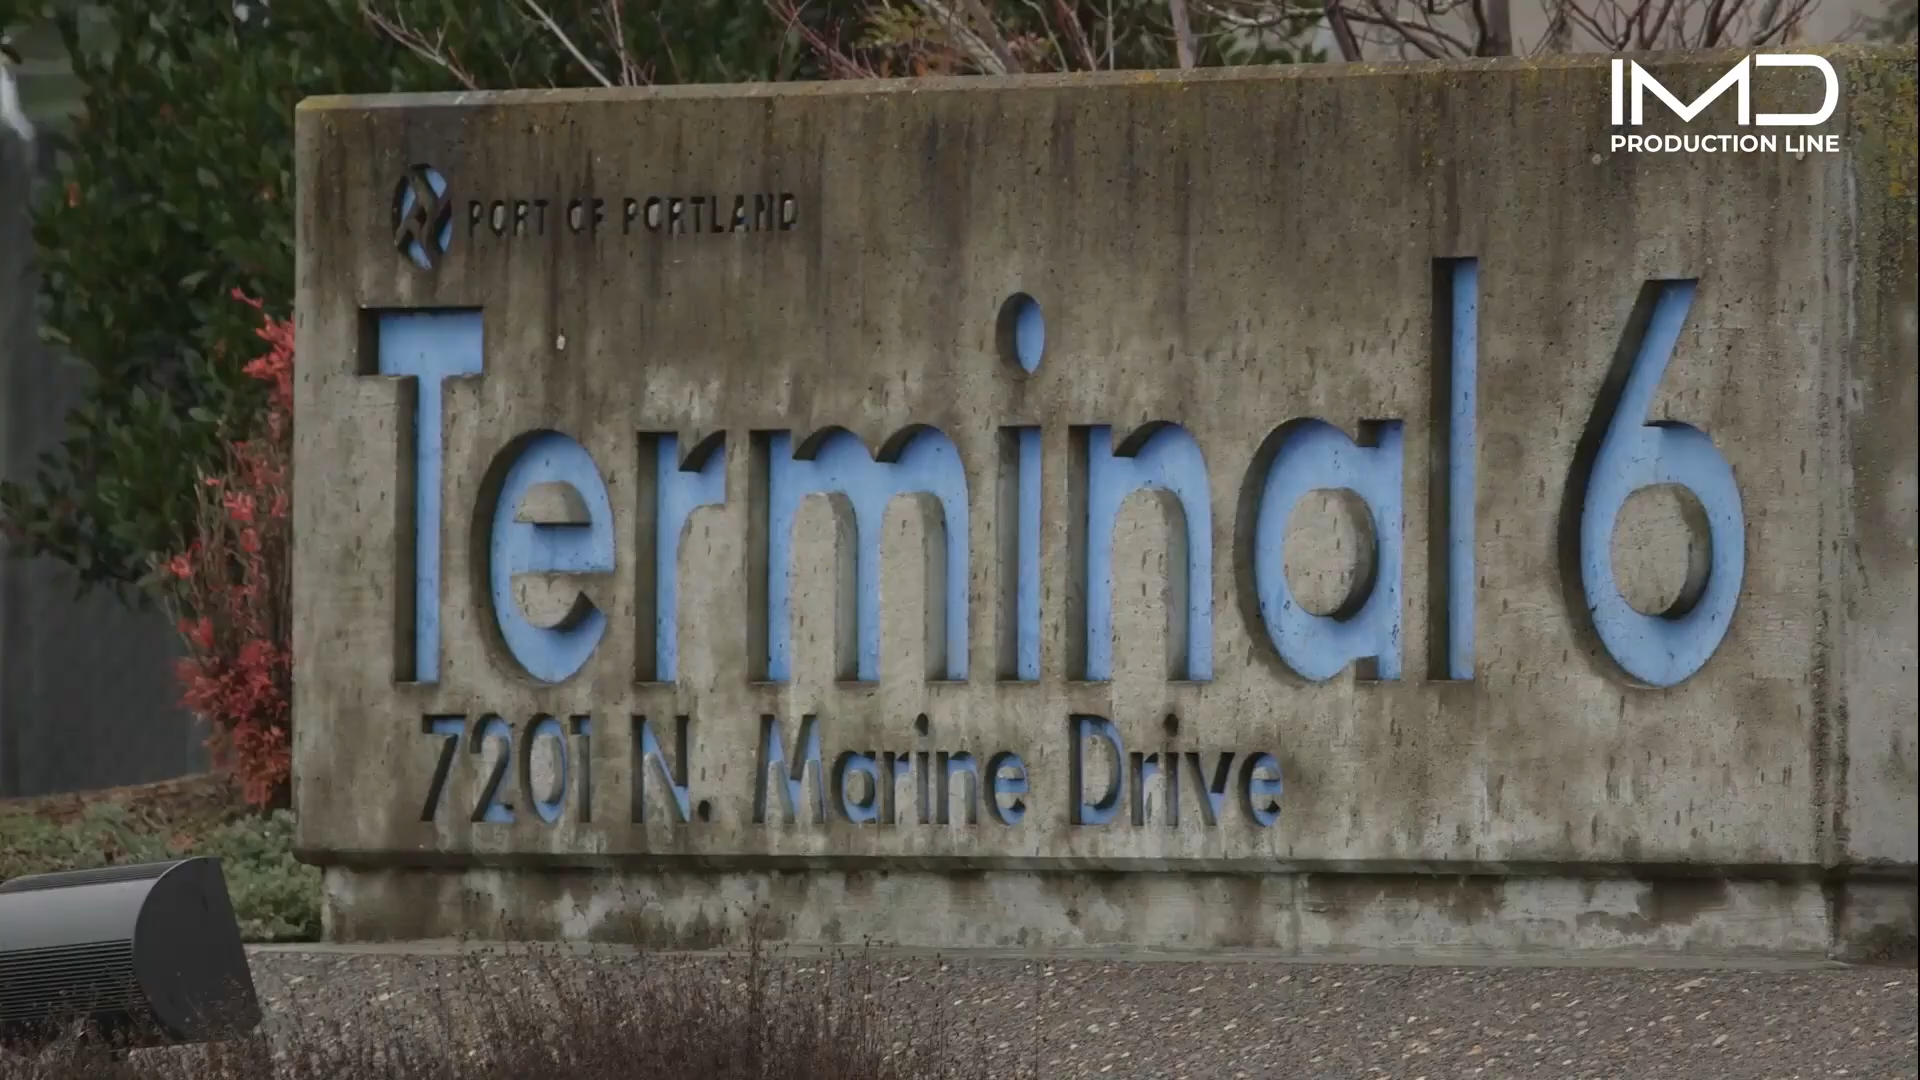 IMD
PRODUCTION LINE
PORT OF PORTLAND
Terminal 6
7201 N. Marine Drive